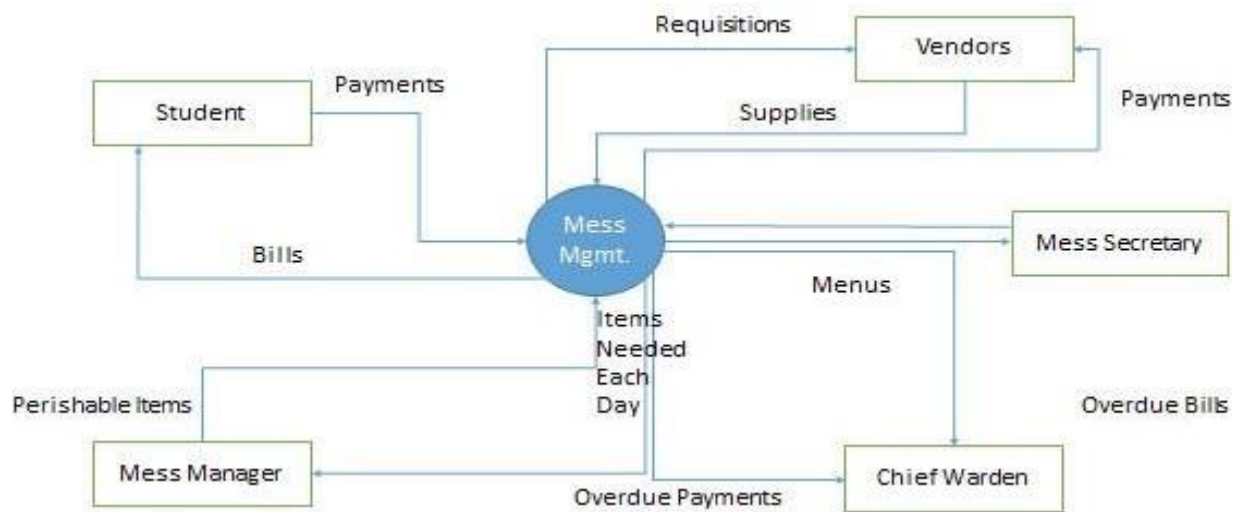 Requisitions
Vendors
Payments
Student
Payments
Supplies
Mess
Mgmt.
Mess Secretary
Bills
Menus
Items
Needed
Each
Day
Perishable Items
Overdue Bills
Mess Manager
Chief Warden
Overdue Payments